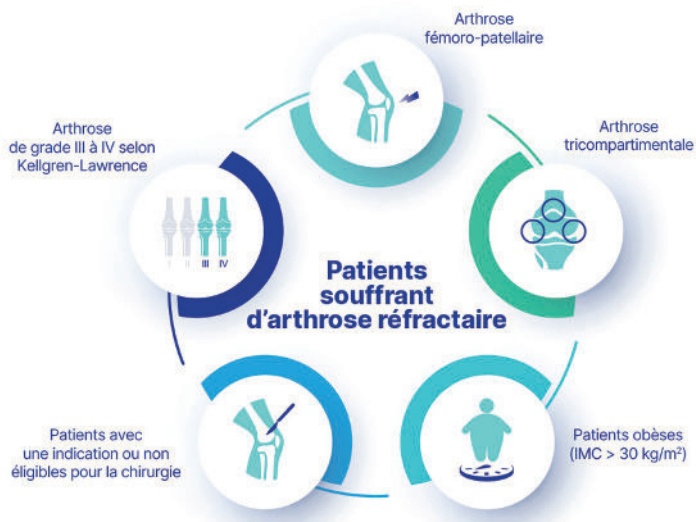 Arthrose
fémoro-patellaire
Arthrose
de grade III à IV selon
Kellgren-Lawrence
Arthrose
tricompartimentale
I II III IV
Patients
souffrant
d'arthrose réfractaire
Patients avec
une indication ou non
éligibles pour la chirurgie
Patients obèses
(IMC > 30 kg/m²)